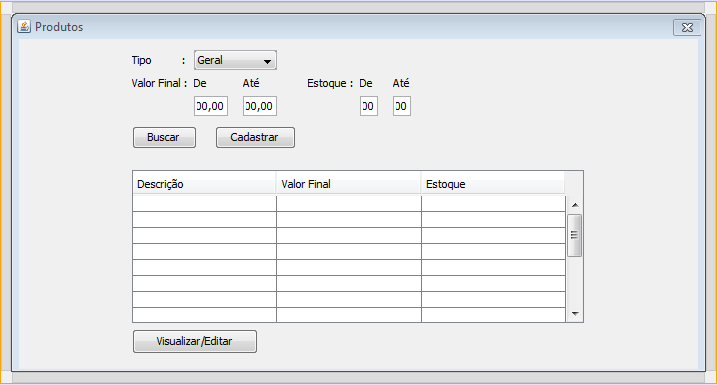 Produtos
Tipo : Geral
Valor Final : De Até Estoque : De Até
00,00 00,00 00 00
Buscar Cadastrar
Descrição Valor Final Estoque
Visualizar/Editar